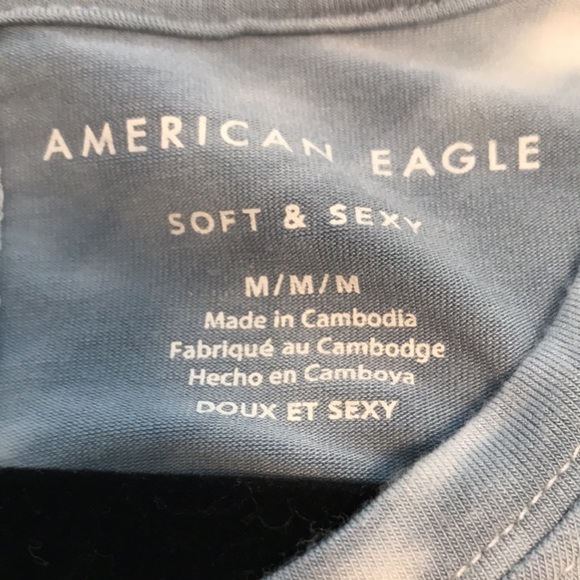 AMERICAN EAGLE
SOFT & SEXY
M/M/M
Made in Cambodia
Fabriqué au Cambodge
Hecho en Camboya
DOUX ET SEXY